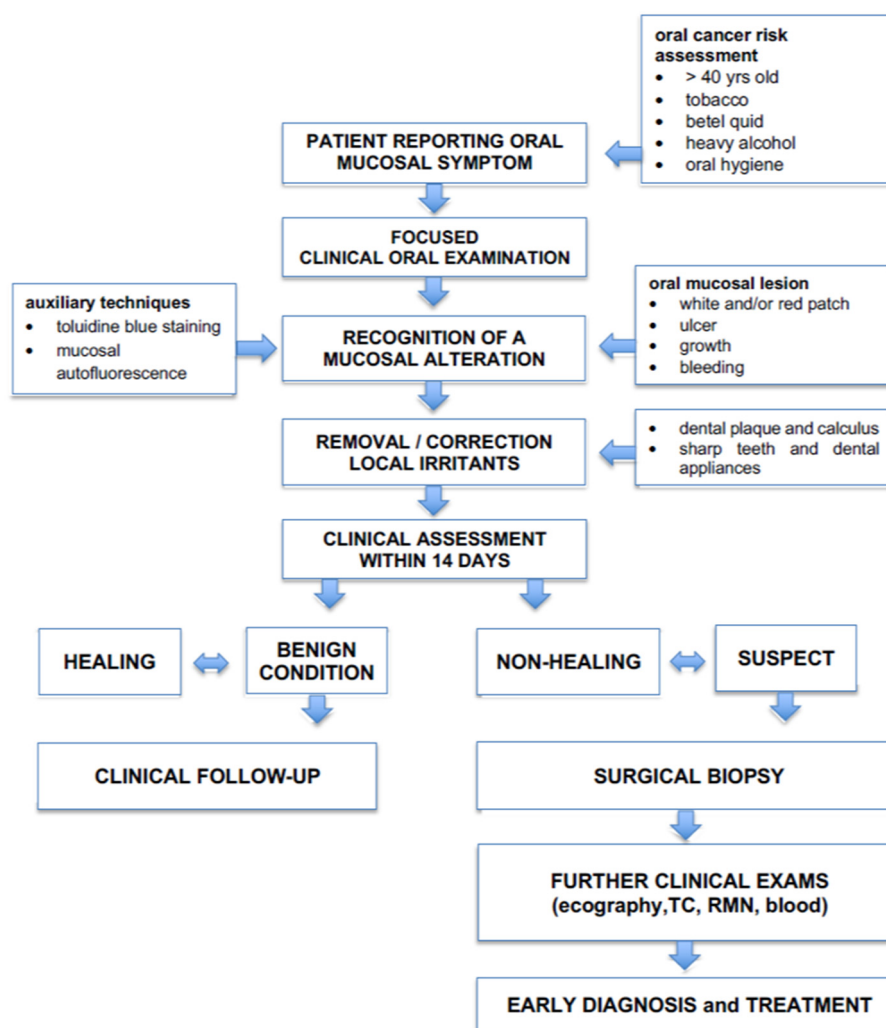 oral cancer risk
assessment
• > 40 yrs old
• tobacco
• betel quid
• heavy alcohol
• oral hygiene
PATIENT REPORTING ORAL
MUCOSAL SYMPTOM
FOCUSED
CLINICAL ORAL EXAMINATION
auxiliary techniques
• toluidine blue staining
• mucosal
autofluorescence
RECOGNITION OF A
MUCOSAL ALTERATION
oral mucosal lesion
• white and/or red patch
• ulcer
• growth
• bleeding
REMOVAL / CORRECTION
LOCAL IRRITANTS
• dental plaque and calculus
• sharp teeth and dental
appliances
CLINICAL ASSESSMENT
WITHIN 14 DAYS
HEALING
BENIGN
CONDITION
NON-HEALING
SUSPECT
CLINICAL FOLLOW-UP
SURGICAL BIOPSY
FURTHER CLINICAL EXAMS
(ecography,TC, RMN, blood)
EARLY DIAGNOSIS and TREATMENT